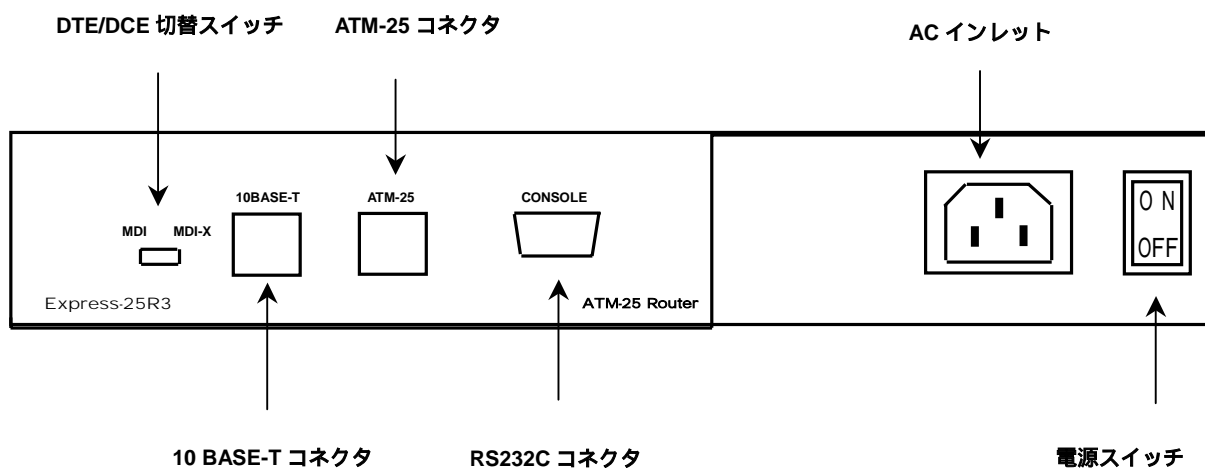 DTE/DCE 切替スイッチ
ATM-25 コネクタ
AC インレット
10BASE-T
ATM-25
CONSOLE
MDI
MDI-X
ON
OFF
Express-25R3
ATM-25 Router
10 BASE-T コネクタ
RS232C コネクタ
電源スイッチ